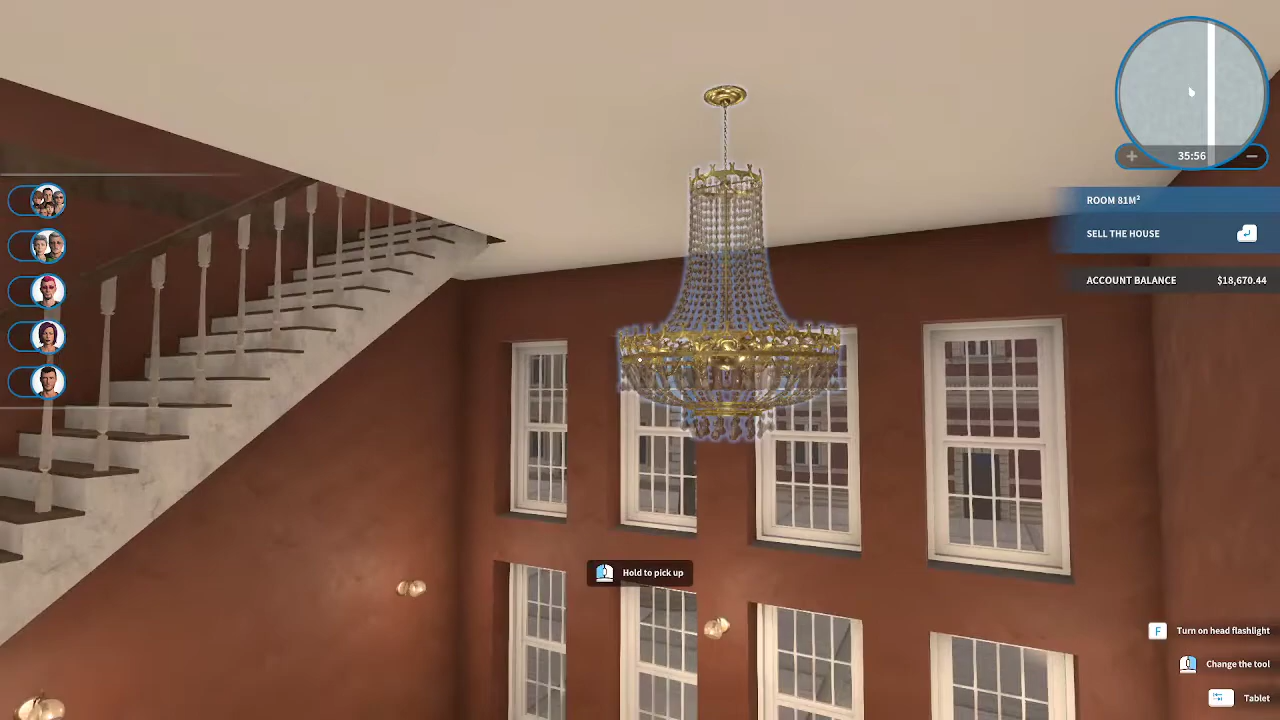 35:56
ROOM 81M²
SELL THE HOUSE
ACCOUNT BALANCE $18,670.44
Hold to pick up
F Turn on head flashlight
Change the tool
Tablet